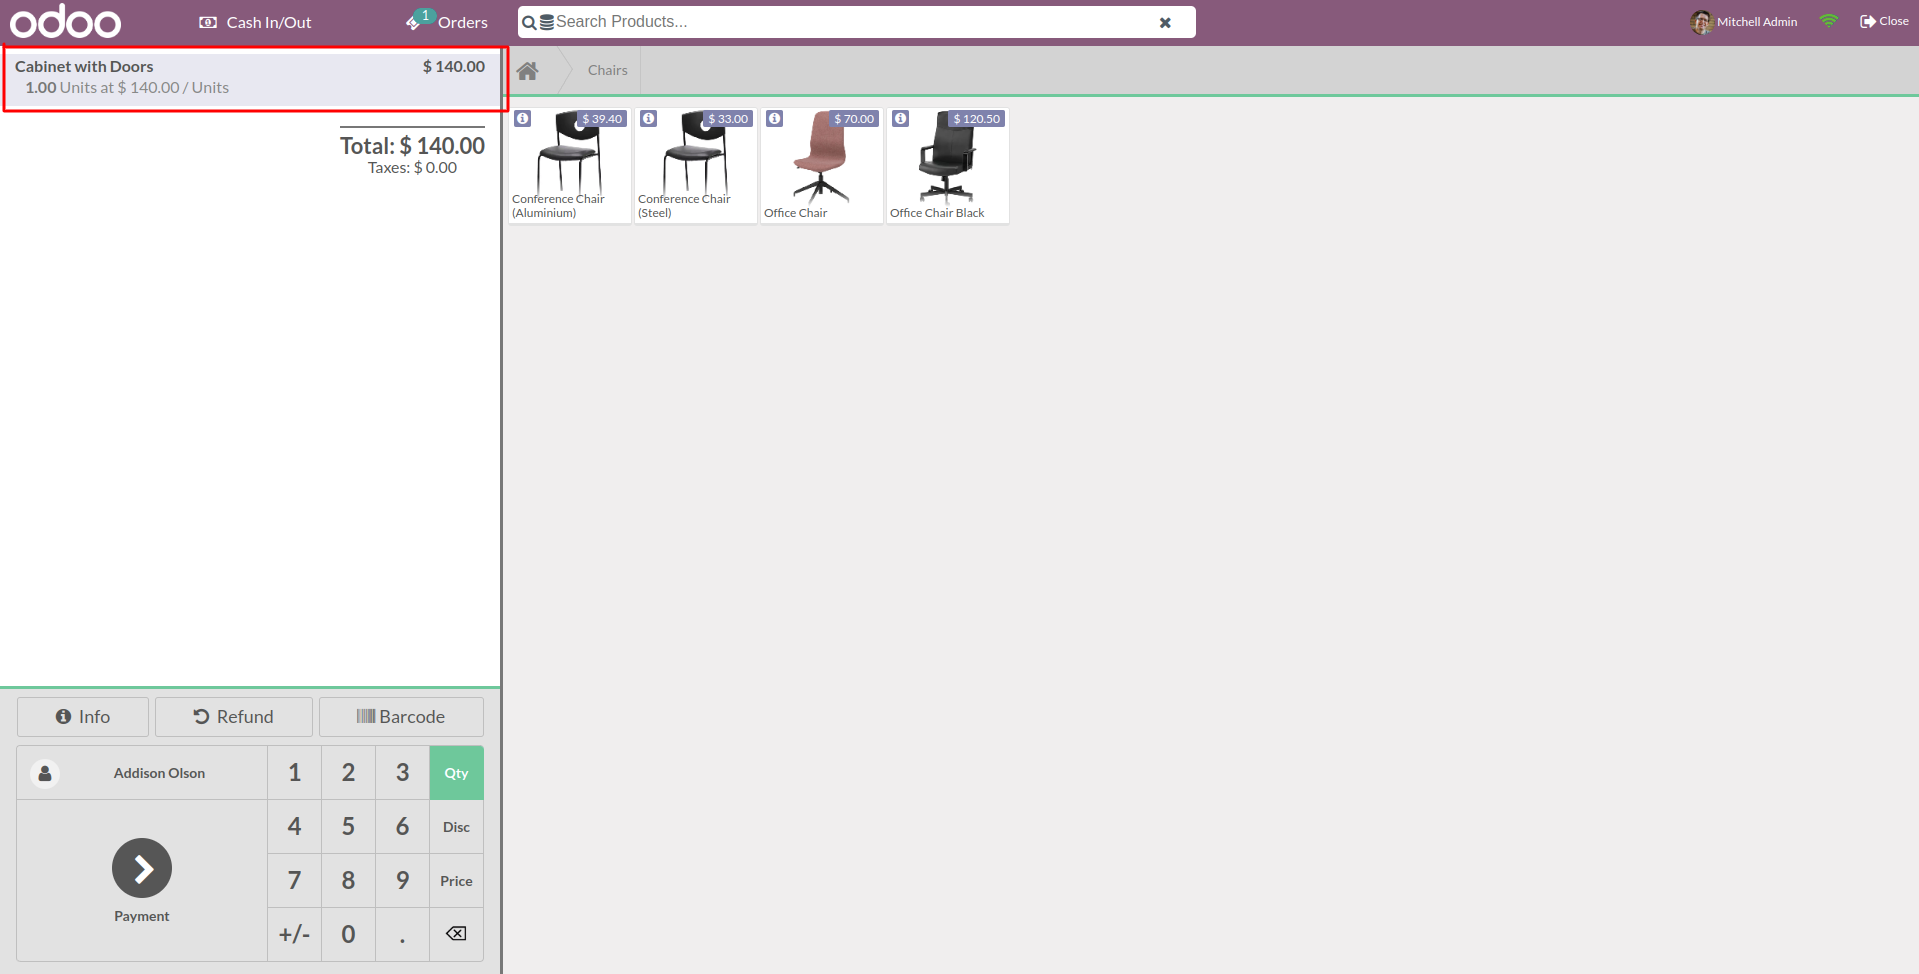 odoo
Cash In/Out
1
Orders
Search Products...
Mitchell Admin
Close
Cabinet with Doors
$ 140.00
1.00 Units at $ 140.00 / Units
Total: $ 140.00
Taxes: $ 0.00
Chairs
$ 39.40
Conference Chair
(Aluminium)
$ 33.00
Conference Chair
(Steel)
$ 70.00
Office Chair
$ 120.50
Office Chair Black
Info
Refund
Barcode
Addison Olson
1
2
3
Qty
4
5
6
Disc
7
8
9
Price
+/-
0
.
Payment